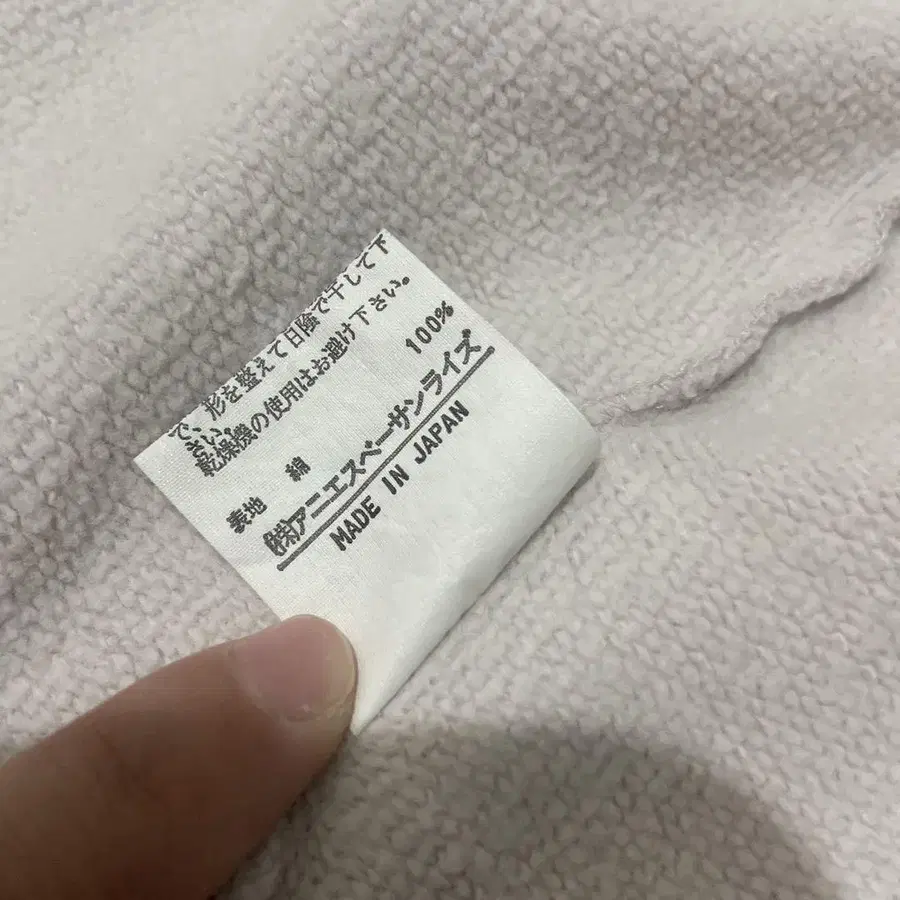 で、形を整えて日陰で干して下
さい。
乾燥機の使用はお避け下さい。
表地 綿 100%
㈱アニエスベーサンライズ
MADE IN JAPAN